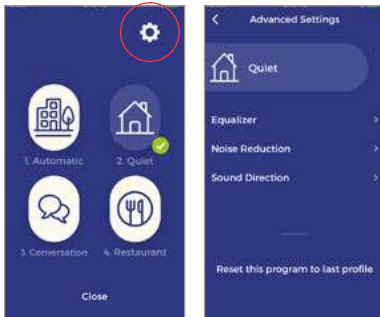 1. Automatic
2. Quiet
3. Conversation
4. Restaurant
Close
Advanced Settings
Quiet
Equalizer
Noise Reduction
Sound Direction
Reset this program to last profile